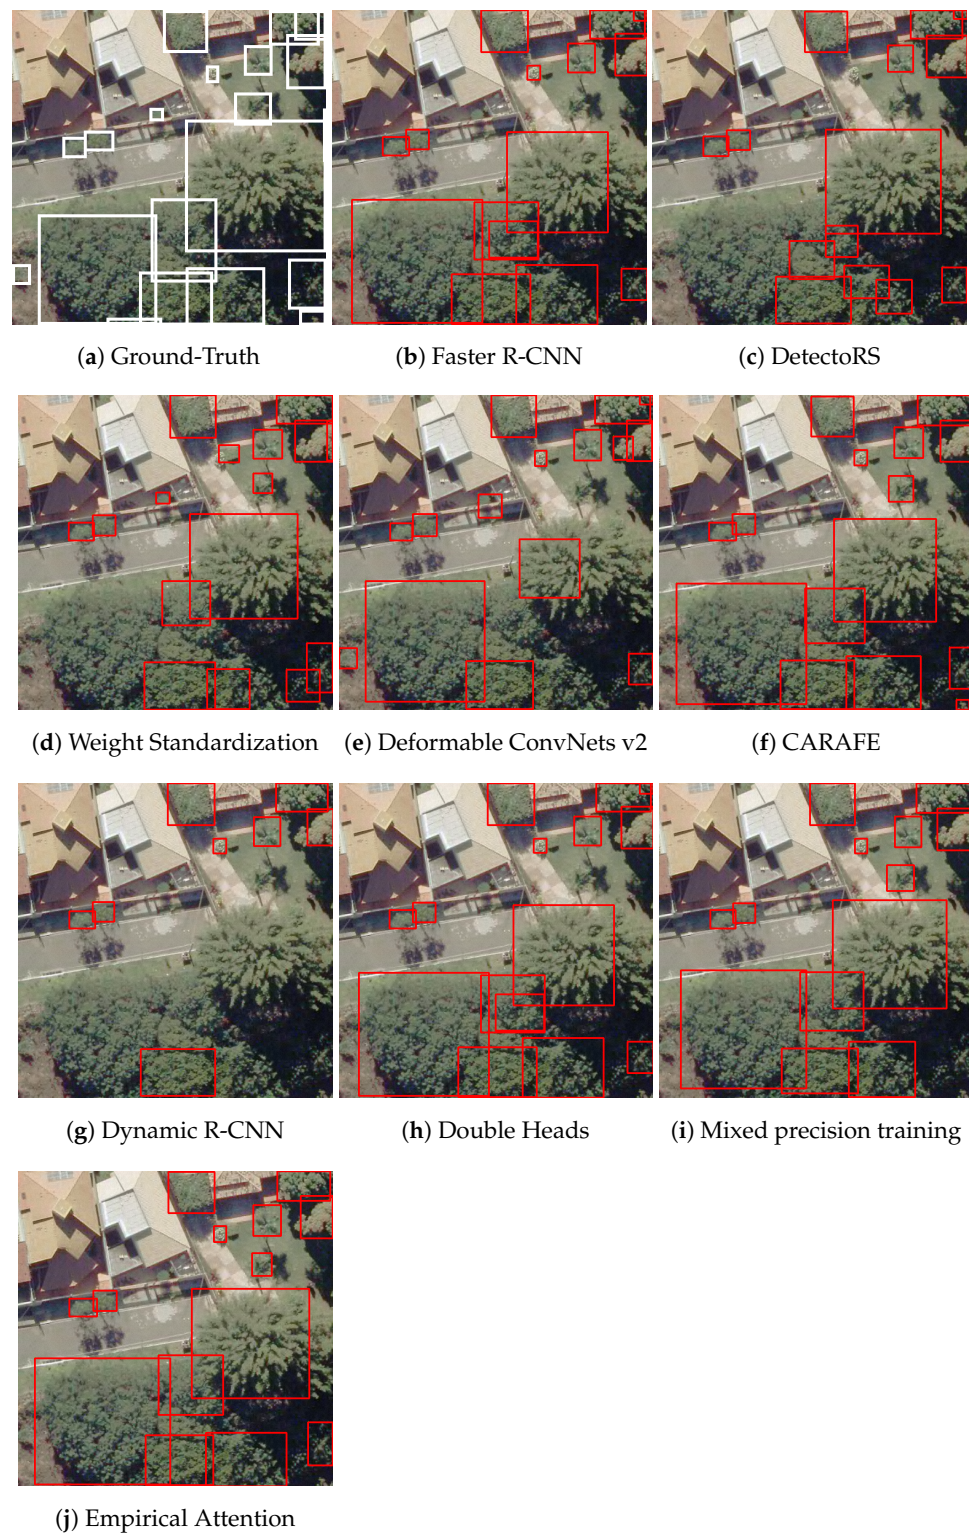 (a) Ground-Truth
(b) Faster R-CNN
(c) DetectoRS
(d) Weight Standardization
(e) Deformable ConvNets v2
(f) CARAFE
(g) Dynamic R-CNN
(h) Double Heads
(i) Mixed precision training
(j) Empirical Attention